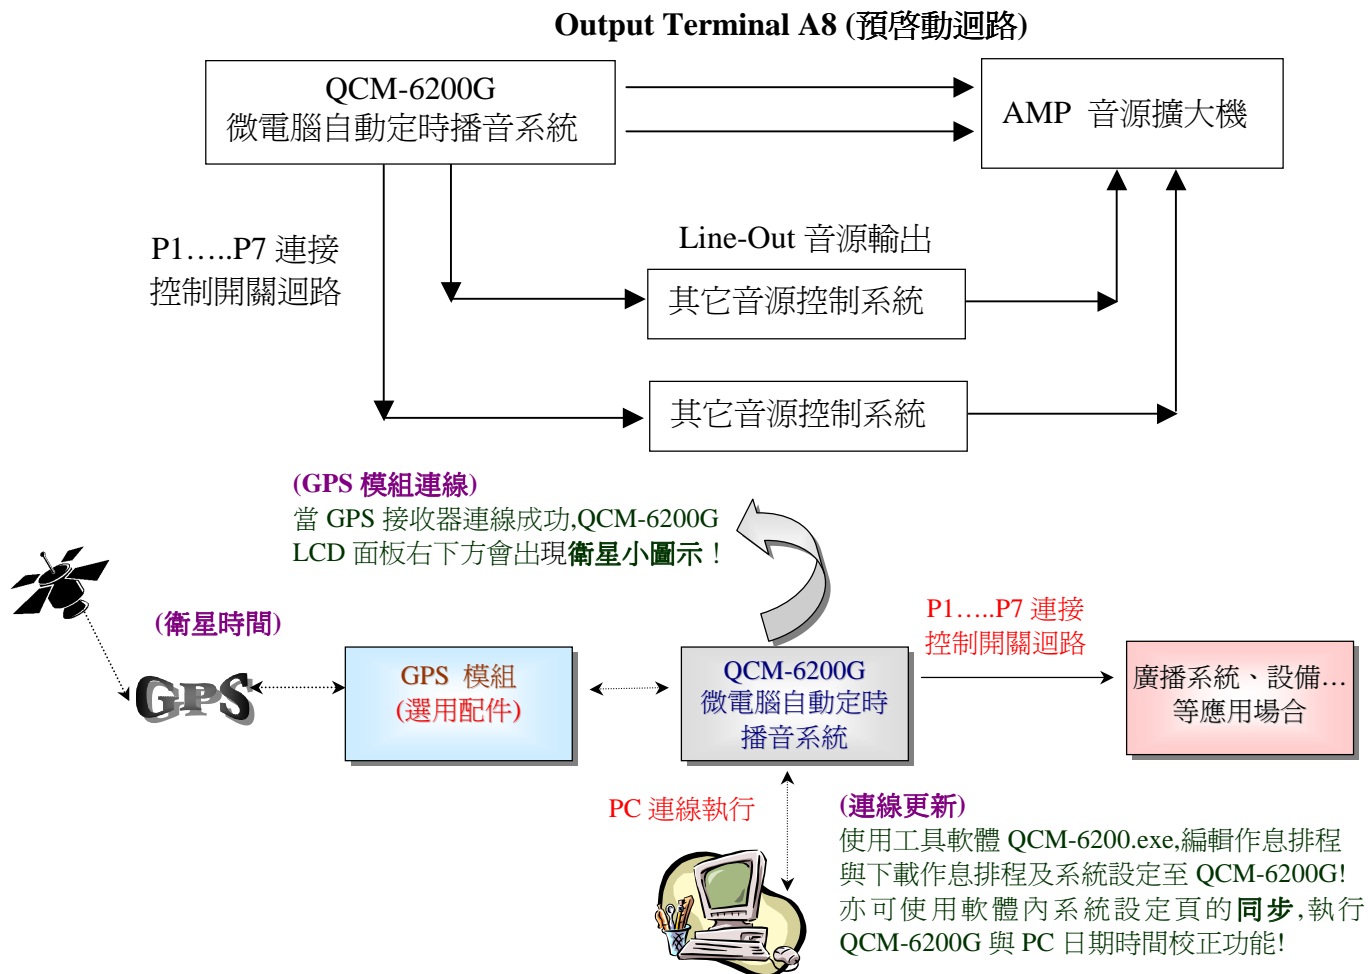 Output Terminal A8 (預啓動迴路)
QCM-6200G
微電腦自動定時播音系統
AMP 音源擴大機
P1…..P7 連接
控制開關迴路
Line-Out 音源輸出
其它音源控制系統
其它音源控制系統
(GPS 模組連線)
當 GPS 接收器連線成功,QCM-6200G
LCD 面板右下方會出現衛星小圖示！
(衛星時間)
GPS
GPS 模組
(選用配件)
QCM-6200G
微電腦自動定時
播音系統
P1…..P7 連接
控制開關迴路
廣播系統、設備…
等應用場合
PC 連線執行
(連線更新)
使用工具軟體 QCM-6200.exe,編輯作息排程
與下載作息排程及系統設定至 QCM-6200G!
亦可使用軟體內系統設定頁的同步,執行
QCM-6200G 與 PC 日期時間校正功能!